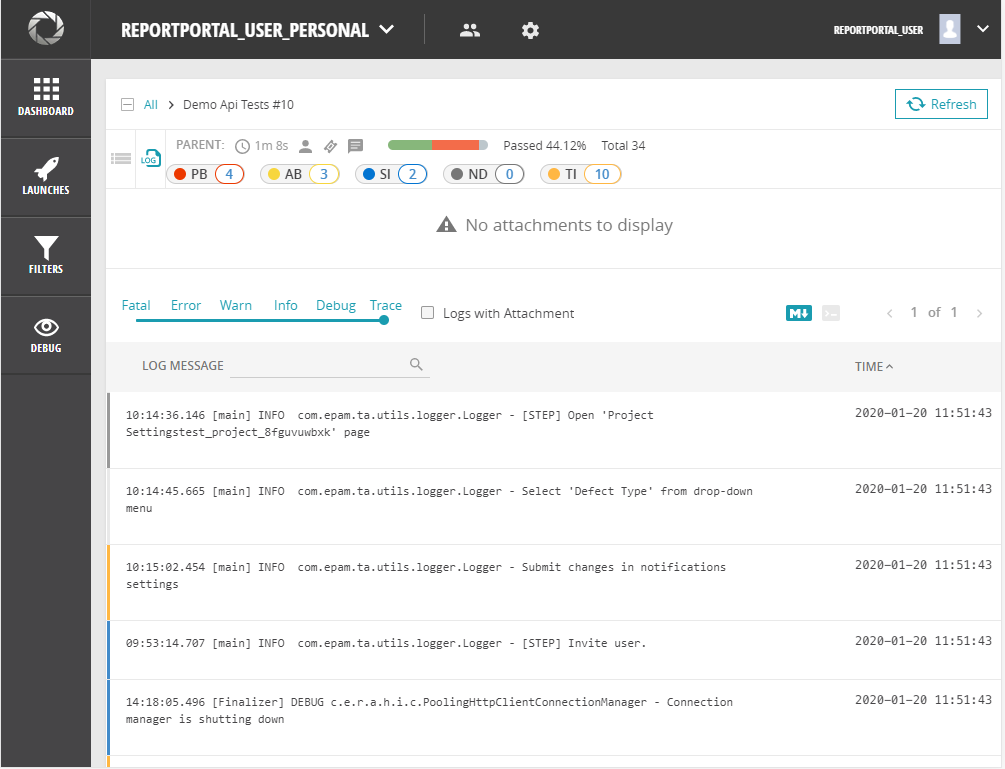 REPORTPORTAL_USER_PERSONAL
REPORTPORTAL_USER
DASHBOARD
LAUNCHES
FILTERS
DEBUG
All > Demo Api Tests #10
Refresh
LOG
PARENT: 1m 8s Passed 44.12% Total 34
PB 4 AB 3 SI 2 ND 0 TI 10
No attachments to display
Fatal Error Warn Info Debug Trace
Logs with Attachment
M 1 of 1
LOG MESSAGE TIME
10:14:36.146 [main] INFO com.epam.ta.utils.logger.Logger - [STEP] Open 'Project 2020-01-20 11:51:43
Settingstest_project_8fguvuwbxk' page
10:14:45.665 [main] INFO com.epam.ta.utils.logger.Logger - Select 'Defect Type' from drop-down 2020-01-20 11:51:43
menu
10:15:02.454 [main] INFO com.epam.ta.utils.logger.Logger - Submit changes in notifications 2020-01-20 11:51:43
settings
09:53:14.707 [main] INFO com.epam.ta.utils.logger.Logger - [STEP] Invite user. 2020-01-20 11:51:43
14:18:05.496 [Finalizer] DEBUG c.e.r.a.h.i.c.PoolingHttpClientConnectionManager - Connection 2020-01-20 11:51:43
manager is shutting down